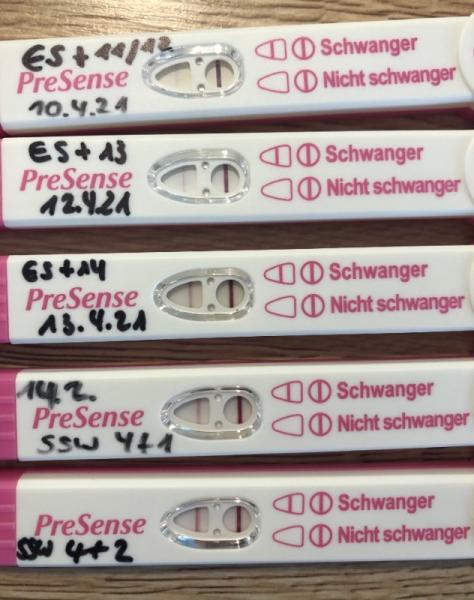 ES + 11/12
Schwanger
PreSense
Nicht schwanger
10.4.21
ES + 13
Schwanger
PreSense
Nicht schwanger
12.4.21
ES + 14
Schwanger
PreSense
Nicht schwanger
13.4.21
14.2.
Schwanger
PreSense
Nicht schwanger
SSW 4+1
Schwanger
PreSense
Nicht schwanger
SSW 4+2